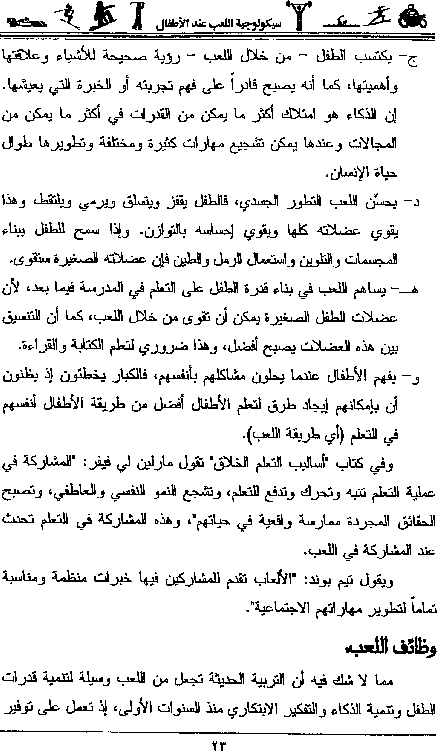 سيكولوجية اللعب عند الأطفال
ج- يكتسب الطفل - من خلال اللعب - رؤية صحيحة للأشياء وعلاقتها
وأهميتها، كما أنه يصبح قادراً على فهم تجربته أو الخبرة التي يعيشها.
إن الذكاء هو امتلاك أكثر ما يمكن من القدرات في أكثر ما يمكن من
المجالات وعندها يمكن تشجيع مهارات كثيرة ومختلفة وتطويرها طوال
حياة الإنسان.
د- يحسّن اللعب التطور الجسدي، فالطفل يقفز ويتسلق ويرمي ويلتقط، وهذا
يقوي عضلاته كلها ويقوي إحساسه بالتوازن. وإذا سمح للطفل ببناء
المجسمات والتلوين واستعمال الرمل والطين فإن عضلاته الصغيرة ستقوى.
هـ- يساهم اللعب في بناء قدرة الطفل على التعلم في المدرسة فيما بعد، لأن
عضلات الطفل الصغيرة يمكن أن تقوى من خلال اللعب، كما أن التنسيق
بين هذه العضلات يصبح أفضل، وهذا ضروري لتعلم الكتابة والقراءة.
و- يفهم الأطفال عندما يحلون مشاكلهم بأنفسهم، فالكبار يخطئون إذ يظنون
أن بإمكانهم إيجاد طرق لتعلم الأطفال أفضل من طريقة الأطفال أنفسهم
في التعلم (أي طريقة اللعب).
وفي كتاب "أساليب التعلم الخلاق" تقول مارلين لي فيفر: "المشاركة في
عملية التعلم تنبه وتحرك وتدفع للتعلم، وتشجع النمو النفسي والعاطفي، وتصبح
الحقائق المجردة ممارسة واقعية في حياتهم"، وهذه المشاركة في التعلم تحدث
عند المشاركة في اللعب.
ويقول تيم بوند: "الألعاب تقدم للمشاركين فيها خبرات منظمة ومناسبة
تماماً لتطوير مهاراتهم الاجتماعية".
وظائف اللعب:
مما لا شك فيه أن التربية الحديثة تجعل من اللعب وسيلة لتنمية قدرات
الطفل وتنمية الذكاء والتفكير الابتكاري منذ السنوات الأولى، إذ تعمل على توفير
٢٣